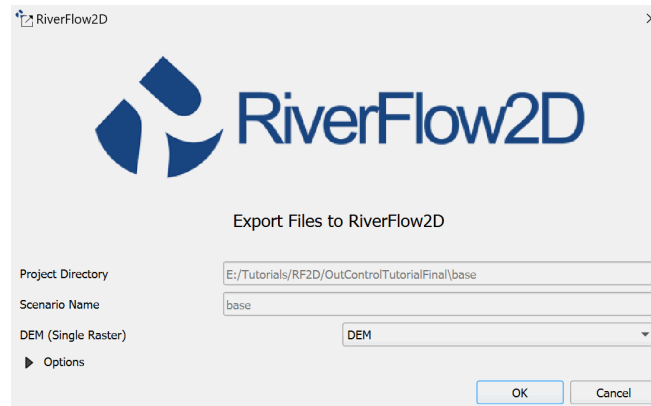 RiverFlow2D
RiverFlow2D
Export Files to RiverFlow2D
Project Directory E:/Tutorials/RF2D/OutControlTutorialFinal\base
Scenario Name base
DEM (Single Raster) DEM
Options
OK Cancel